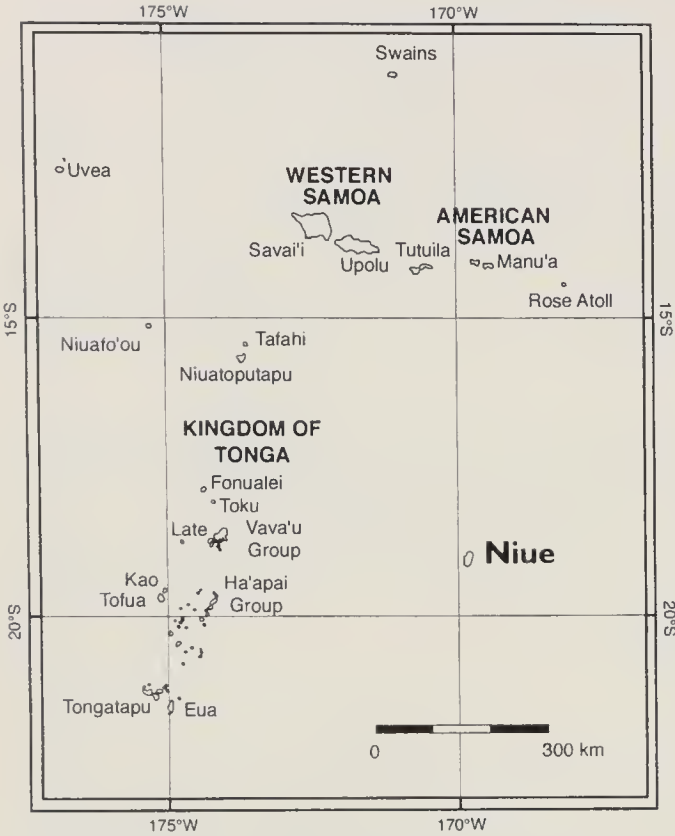 175°W 170°W
Swains
Uvea
WESTERN
SAMOA
AMERICAN
SAMOA
Savai'i
Upolu
Tutuila
Manu'a
Rose Atoll
15°S 15°S
Niuafo'ou
Tafahi
Niuatoputapu
KINGDOM OF
TONGA
Fonualei
Toku
Late
Vava'u
Group
Niue
Kao
Tofua
Ha'apai
Group
20°S 20°S
Tongatapu
Eua
0 300 km
175°W 170°W